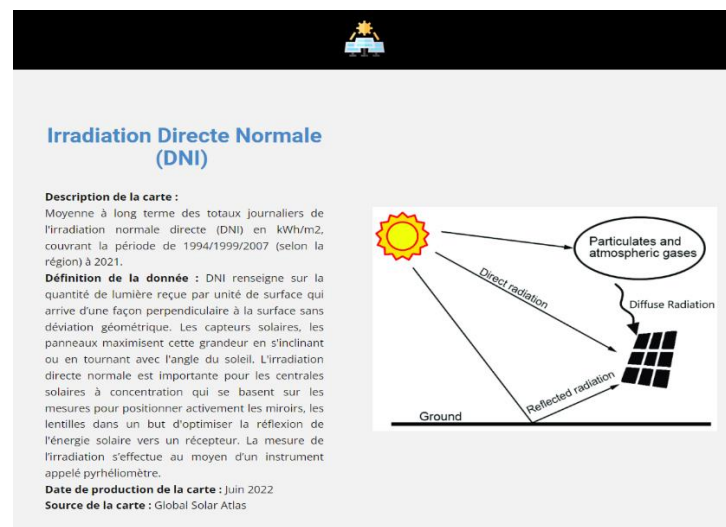 Irradiation Directe Normale
(DNI)
Description de la carte :
Moyenne à long terme des totaux journaliers de
l'irradiation normale directe (DNI) en kWh/m2,
couvrant la période de 1994/1999/2007 (selon la
région) à 2021.
Définition de la donnée : DNI renseigne sur la
quantité de lumière reçue par unité de surface qui
arrive d'une façon perpendiculaire à la surface sans
déviation géométrique. Les capteurs solaires, les
panneaux maximisent cette grandeur en s'inclinant
ou en tournant avec l'angle du soleil. L'irradiation
directe normale est importante pour les centrales
solaires à concentration qui se basent sur les
mesures pour positionner activement les miroirs, les
lentilles dans un but d'optimiser la réflexion de
l'énergie solaire vers un récepteur. La mesure de
l'irradiation s'effectue au moyen d'un instrument
appelé pyrhéliomètre.
Date de production de la carte : Juin 2022
Source de la carte : Global Solar Atlas
Particulates and
atmospheric gases
Direct radiation
Diffuse Radiation
Reflected radiation
Ground